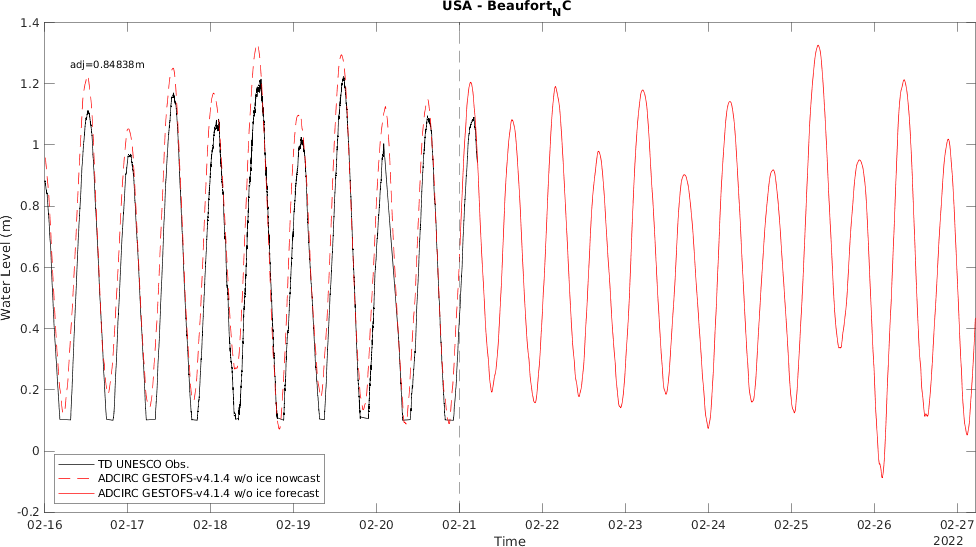 USA - Beaufort_NC
adj=0.84838m
Water Level (m)
1.4
1.2
1
0.8
0.6
0.4
0.2
0
-0.2
TD UNESCO Obs.
ADCIRC GESTOFS-v4.1.4 w/o ice nowcast
ADCIRC GESTOFS-v4.1.4 w/o ice forecast
02-16 02-17 02-18 02-19 02-20 02-21 02-22 02-23 02-24 02-25 02-26 02-27
Time
2022